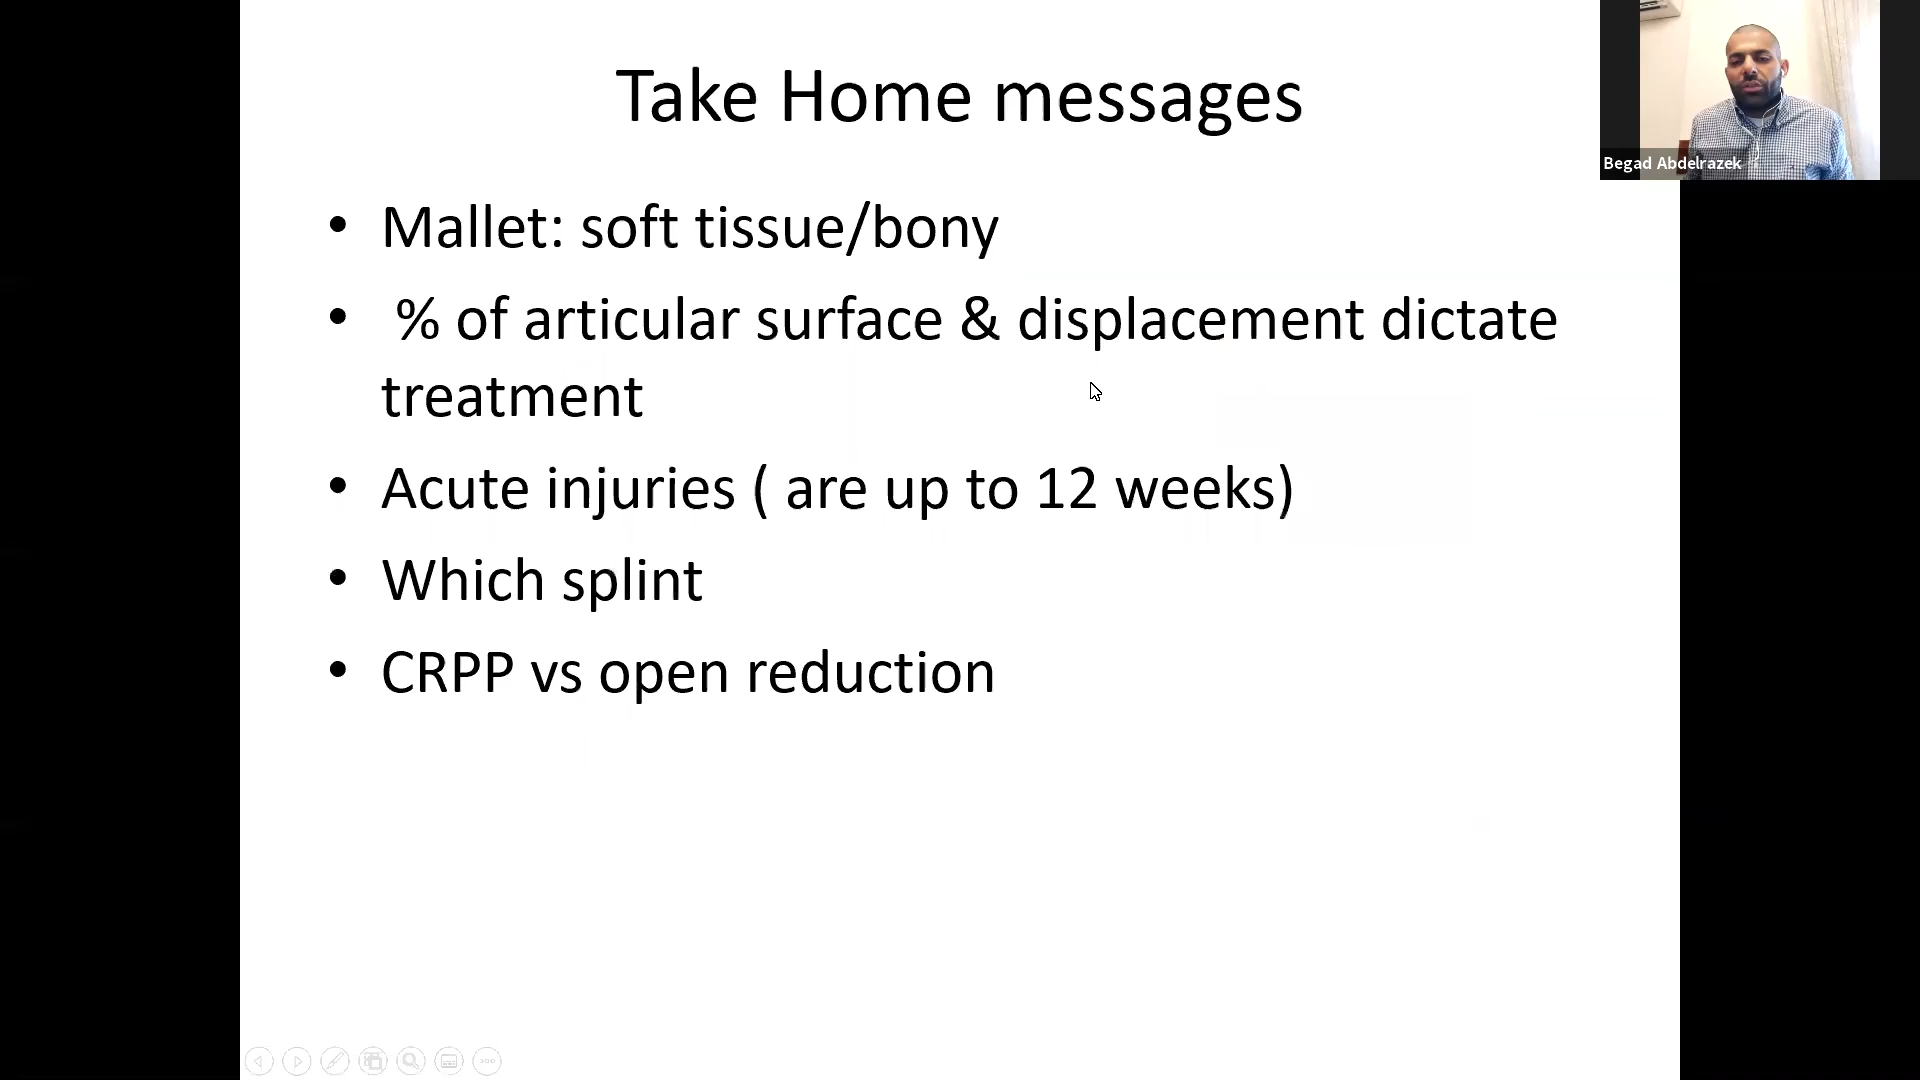 Take Home messages
Begad Abdelrazek
• Mallet: soft tissue/bony
• % of articular surface & displacement dictate
treatment
• Acute injuries ( are up to 12 weeks)
• Which splint
• CRPP vs open reduction